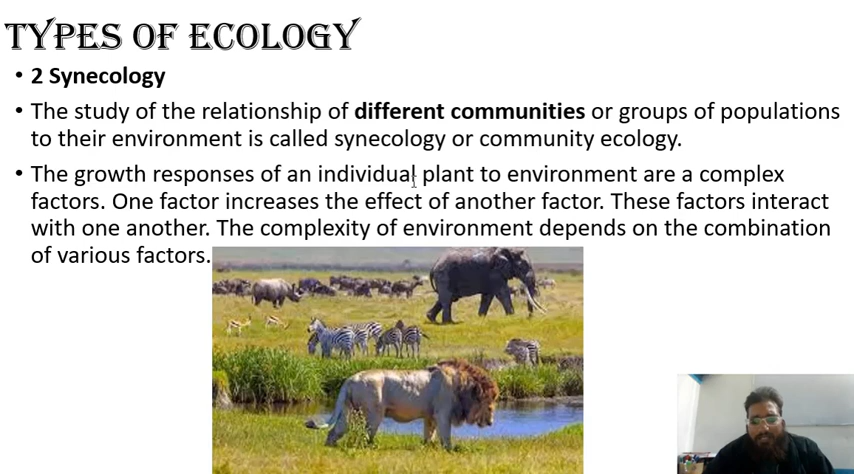 TYPES OF ECOLOGY
• 2 Synecology
• The study of the relationship of different communities or groups of populations
to their environment is called synecology or community ecology.
• The growth responses of an individual plant to environment are a complex
factors. One factor increases the effect of another factor. These factors interact
with one another. The complexity of environment depends on the combination
of various factors.